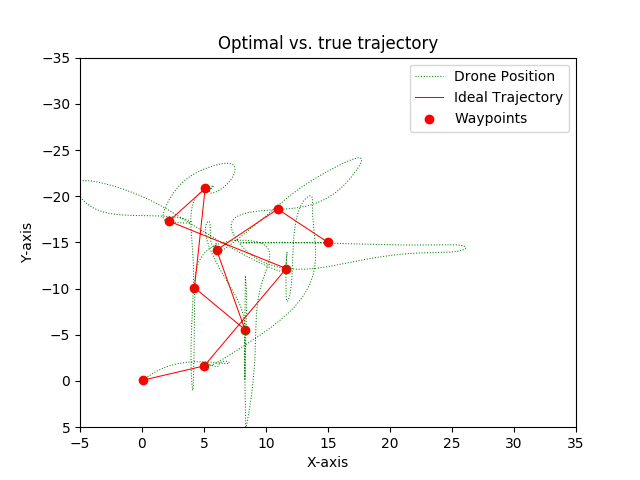 Optimal vs. true trajectory
Drone Position
Ideal Trajectory
Waypoints
Y-axis
−35
−30
−25
−20
−15
−10
−5
0
5
−5 0 5 10 15 20 25 30 35
X-axis